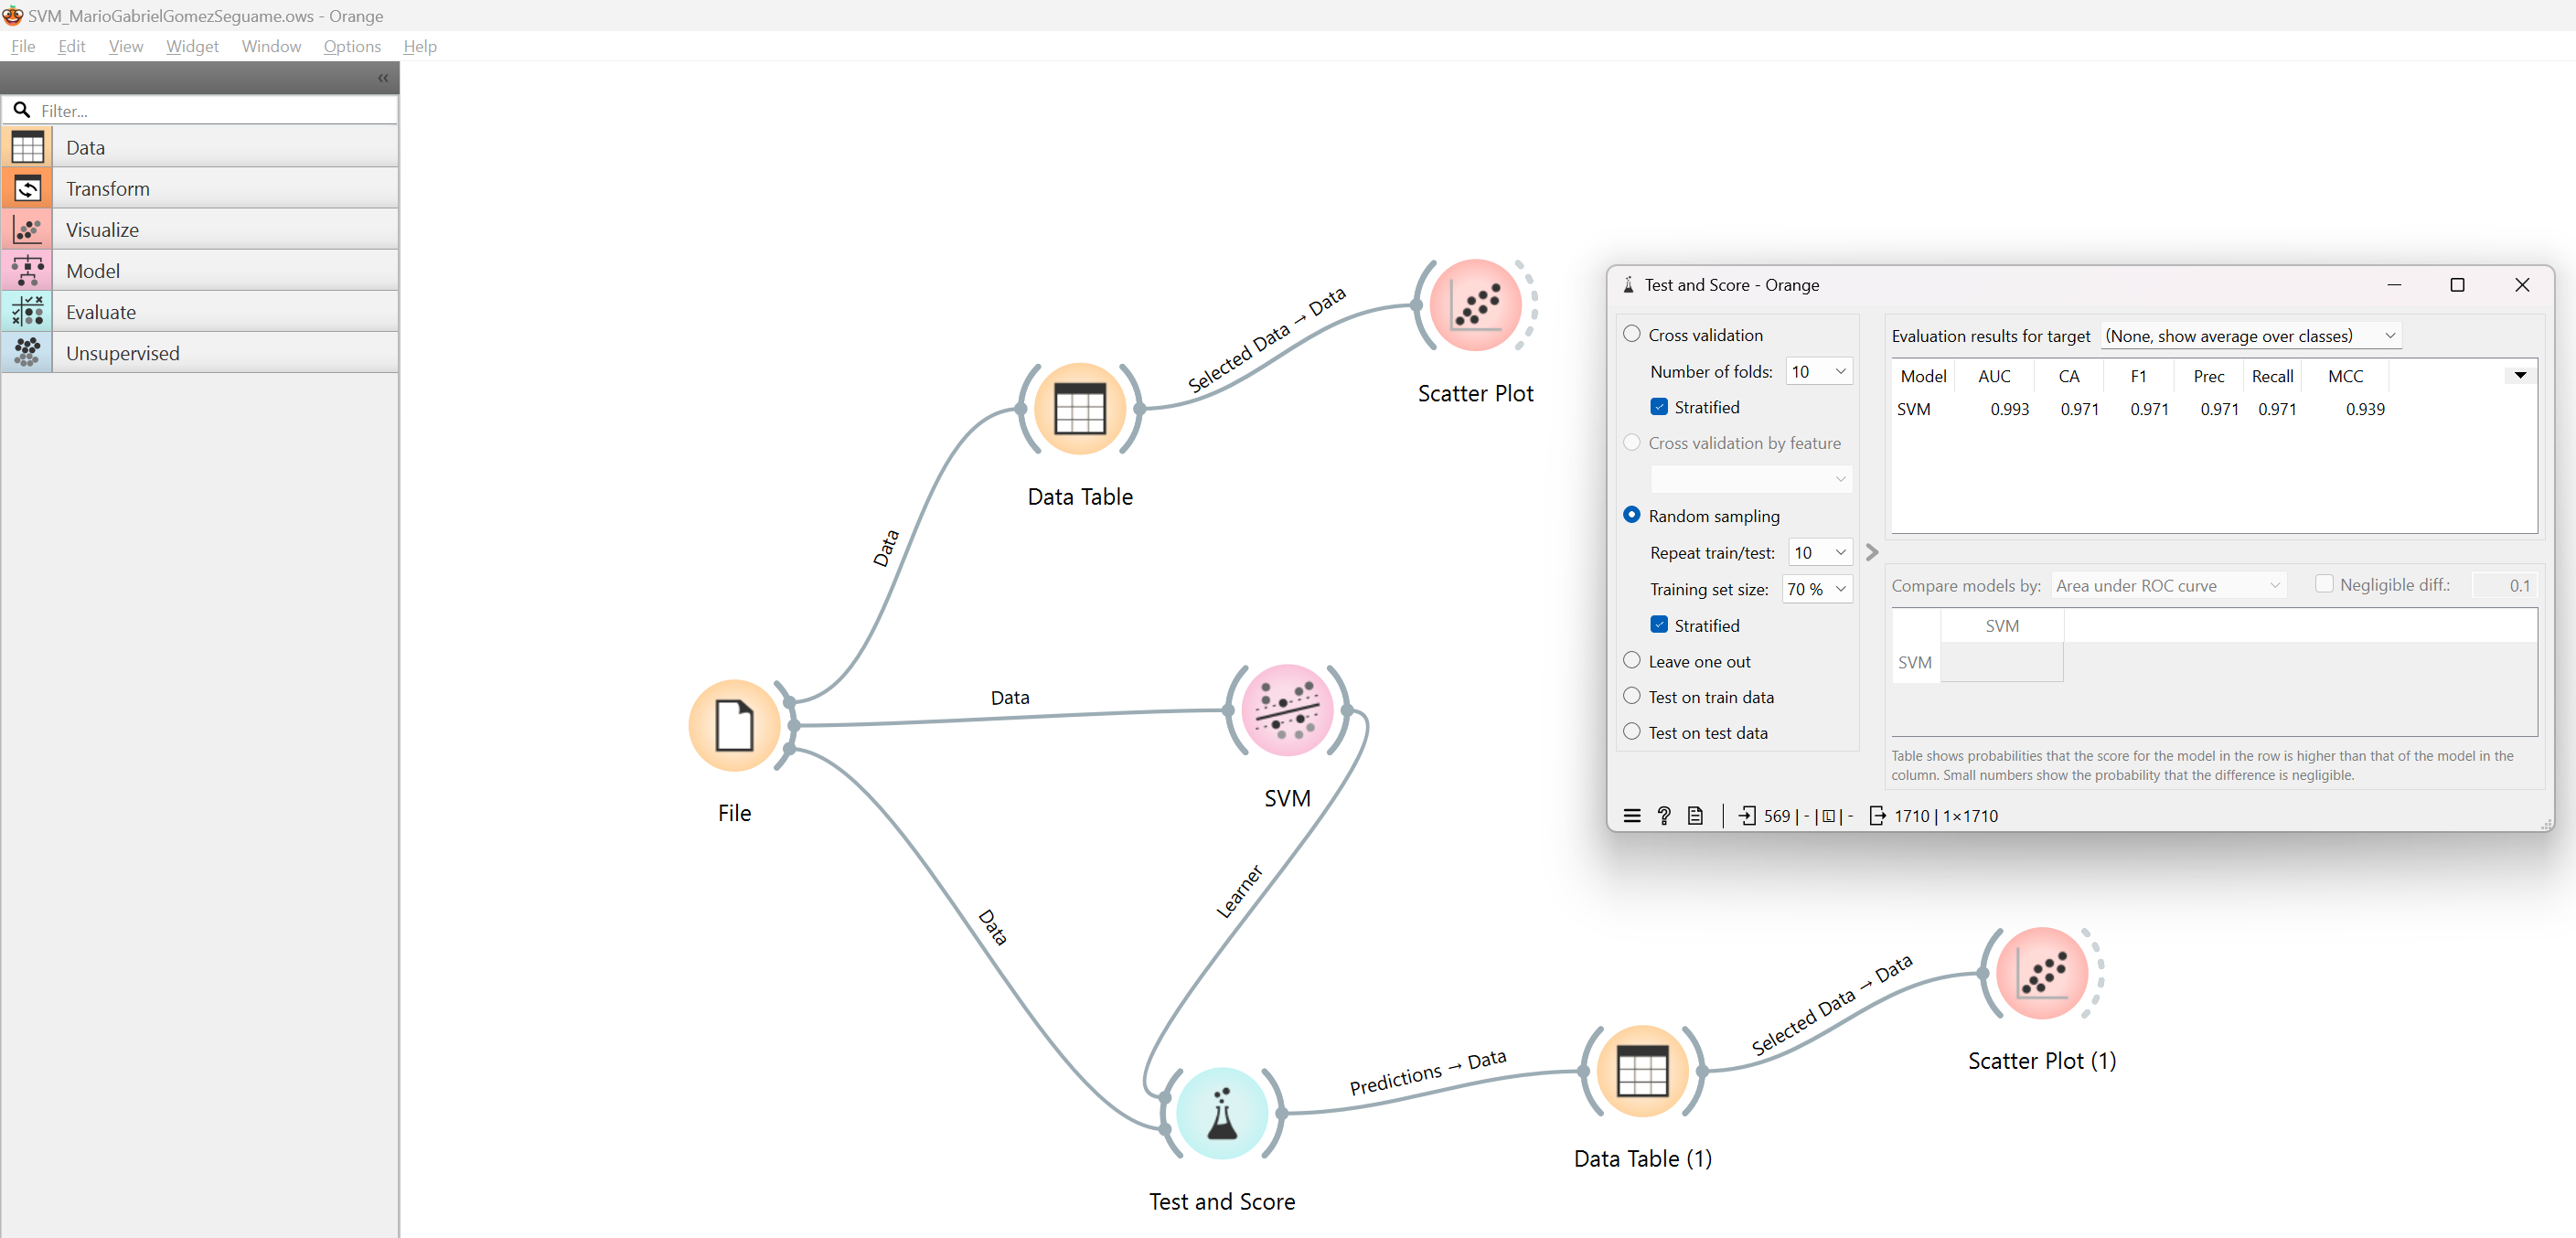 SVM_MarioGabrielGomezSeguame.ows - Orange
File Edit View Widget Window Options Help
Filter...
Data
Transform
Visualize
Model
Evaluate
Unsupervised
Selected Data → Data
Scatter Plot
Data Table
Data
Data
SVM
File
Data
Learner
Test and Score
Predictions → Data
Data Table (1)
Selected Data → Data
Scatter Plot (1)
Test and Score - Orange
Cross validation
Number of folds: 10
Stratified
Cross validation by feature
Random sampling
Repeat train/test: 10
Training set size: 70 %
Stratified
Leave one out
Test on train data
Test on test data
Evaluation results for target (None, show average over classes)
Model AUC CA F1 Prec Recall MCC
SVM 0.993 0.971 0.971 0.971 0.971 0.939
Compare models by: Area under ROC curve Negligible diff.: 0.1
SVM
SVM
Table shows probabilities that the score for the model in the row is higher than that of the model in the
column. Small numbers show the probability that the difference is negligible.
? 569 | - | - 1710 | 1×1710